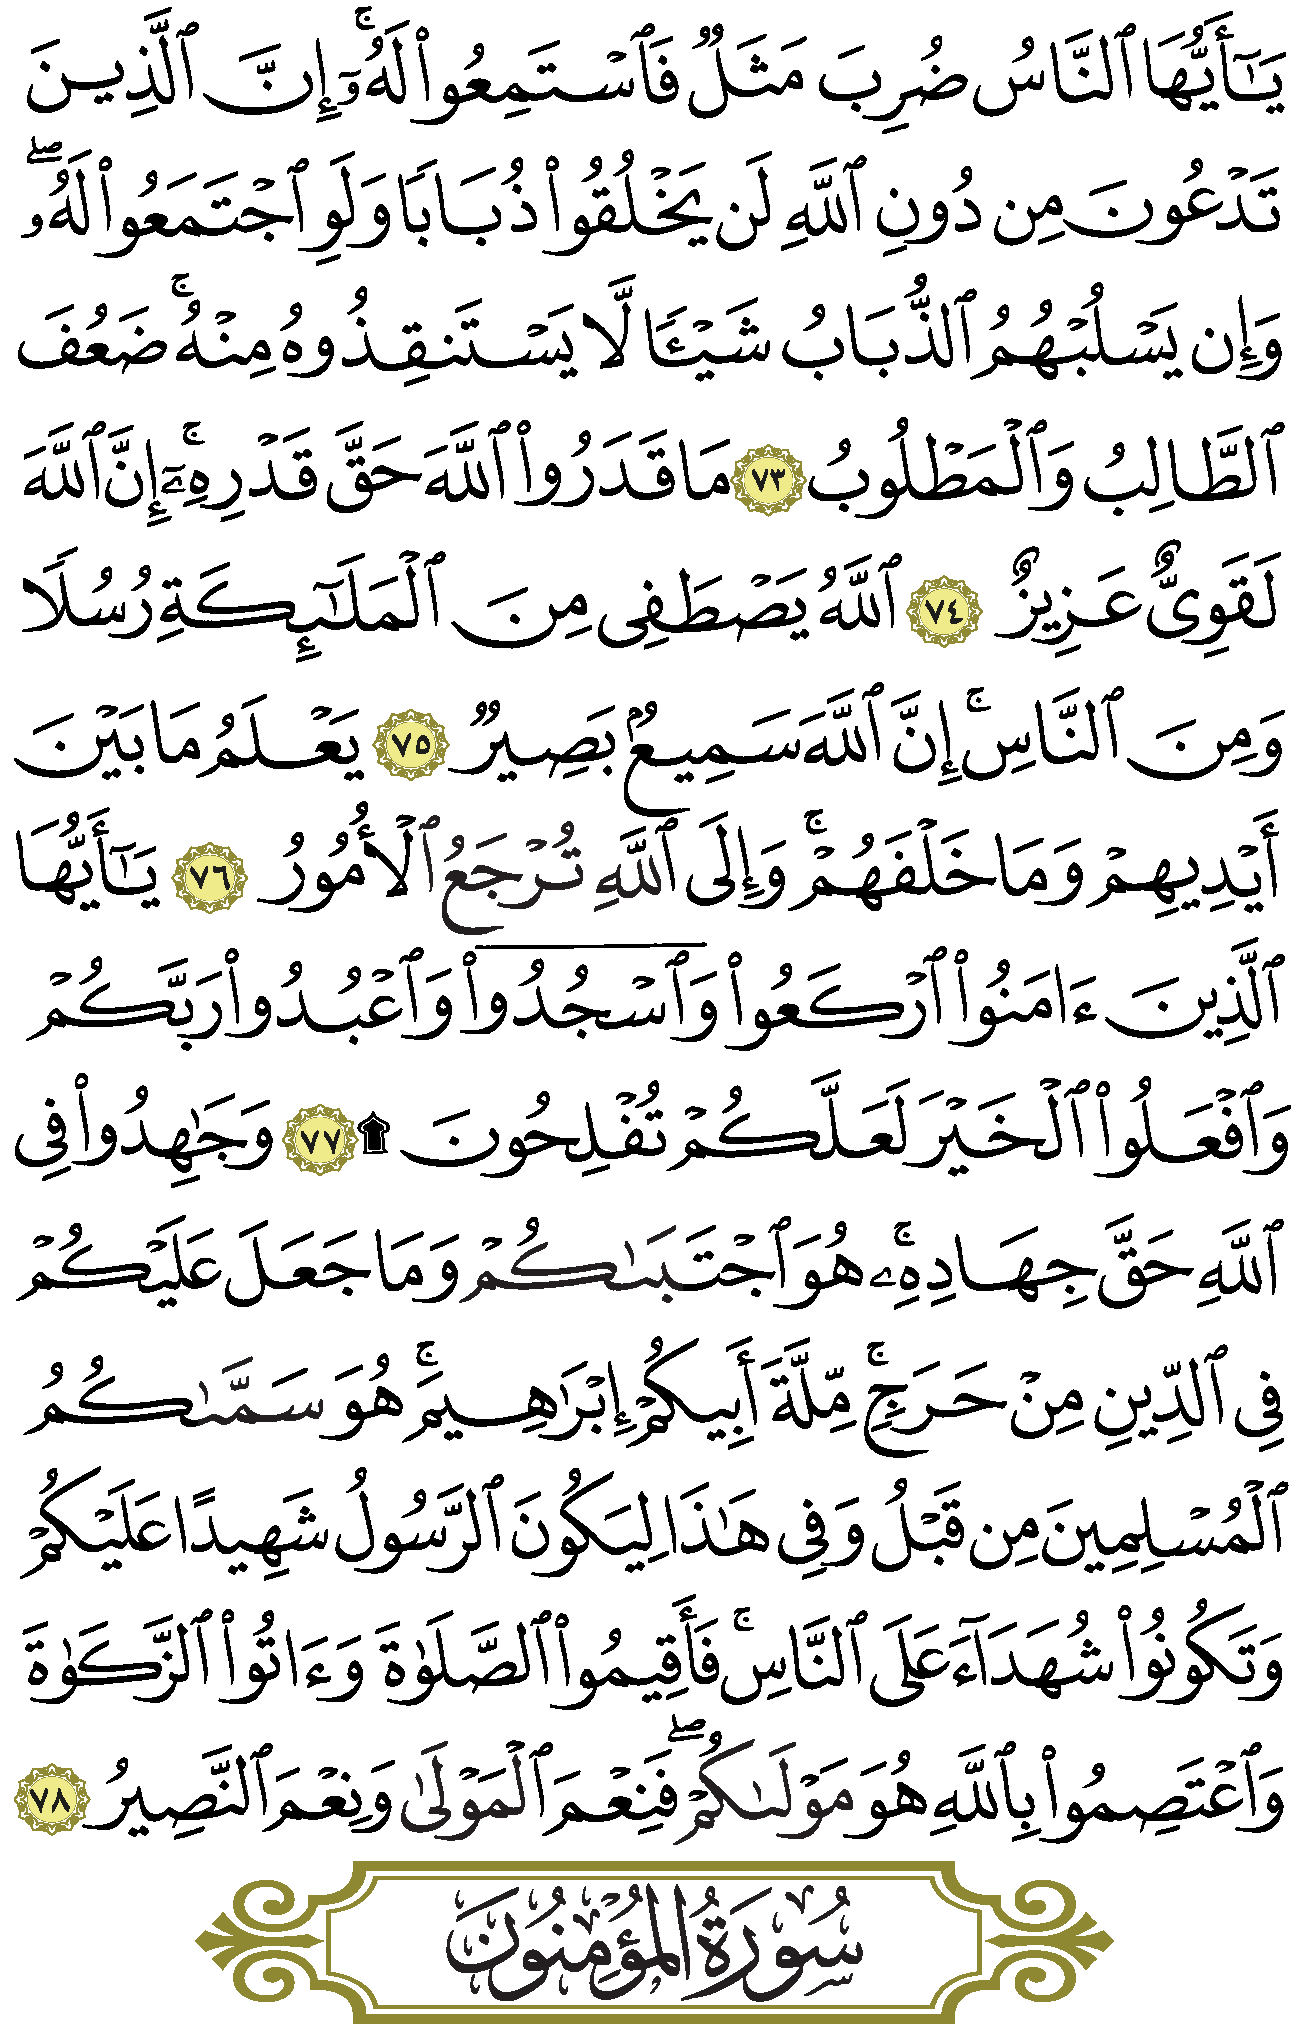 يَـٰٓأَيُّهَا ٱلنَّاسُ ضُرِبَ مَثَلٌ فَٱسْتَمِعُوا۟ لَهُۥٓ ۚ إِنَّ ٱلَّذِينَ
تَدْعُونَ مِن دُونِ ٱللَّهِ لَن يَخْلُقُوا۟ ذُبَابًا وَلَوِ ٱجْتَمَعُوا۟ لَهُۥ ۖ
وَإِن يَسْلُبْهُمُ ٱلذُّبَابُ شَيْـًٔا لَّا يَسْتَنقِذُوهُ مِنْهُ ۚ ضَعُفَ
ٱلطَّالِبُ وَٱلْمَطْلُوبُ ٧٣ مَا قَدَرُوا۟ ٱللَّهَ حَقَّ قَدْرِهِۦٓ ۚ إِنَّ ٱللَّهَ
لَقَوِىٌّ عَزِيزٌ ٧٤ ٱللَّهُ يَصْطَفِى مِنَ ٱلْمَلَـٰٓئِكَةِ رُسُلًا
وَمِنَ ٱلنَّاسِ ۚ إِنَّ ٱللَّهَ سَمِيعٌۢ بَصِيرٌ ٧٥ يَعْلَمُ مَا بَيْنَ
أَيْدِيهِمْ وَمَا خَلْفَهُمْ ۚ وَإِلَى ٱللَّهِ تُرْجَعُ ٱلْأُمُورُ ٧٦ يَـٰٓأَيُّهَا
ٱلَّذِينَ ءَامَنُوا۟ ٱرْكَعُوا۟ وَٱسْجُدُوا۟ وَٱعْبُدُوا۟ رَبَّكُمْ
وَٱفْعَلُوا۟ ٱلْخَيْرَ لَعَلَّكُمْ تُفْلِحُونَ ۩ ٧٧ وَجَـٰهِدُوا۟ فِى
ٱللَّهِ حَقَّ جِهَادِهِۦ ۚ هُوَ ٱجْتَبَىٰكُمْ وَمَا جَعَلَ عَلَيْكُمْ
فِى ٱلدِّينِ مِنْ حَرَجٍ ۚ مِّلَّةَ أَبِيكُمْ إِبْرَٰهِيمَ ۚ هُوَ سَمَّىٰكُمُ
ٱلْمُسْلِمِينَ مِن قَبْلُ وَفِى هَـٰذَا لِيَكُونَ ٱلرَّسُولُ شَهِيدًا عَلَيْكُمْ
وَتَكُونُوا۟ شُهَدَآءَ عَلَى ٱلنَّاسِ ۚ فَأَقِيمُوا۟ ٱلصَّلَوٰةَ وَءَاتُوا۟ ٱلزَّكَوٰةَ
وَٱعْتَصِمُوا۟ بِٱللَّهِ هُوَ مَوْلَىٰكُمْ ۖ فَنِعْمَ ٱلْمَوْلَىٰ وَنِعْمَ ٱلنَّصِيرُ ٧٨
سُورَةُ المُؤْمِنُونَ